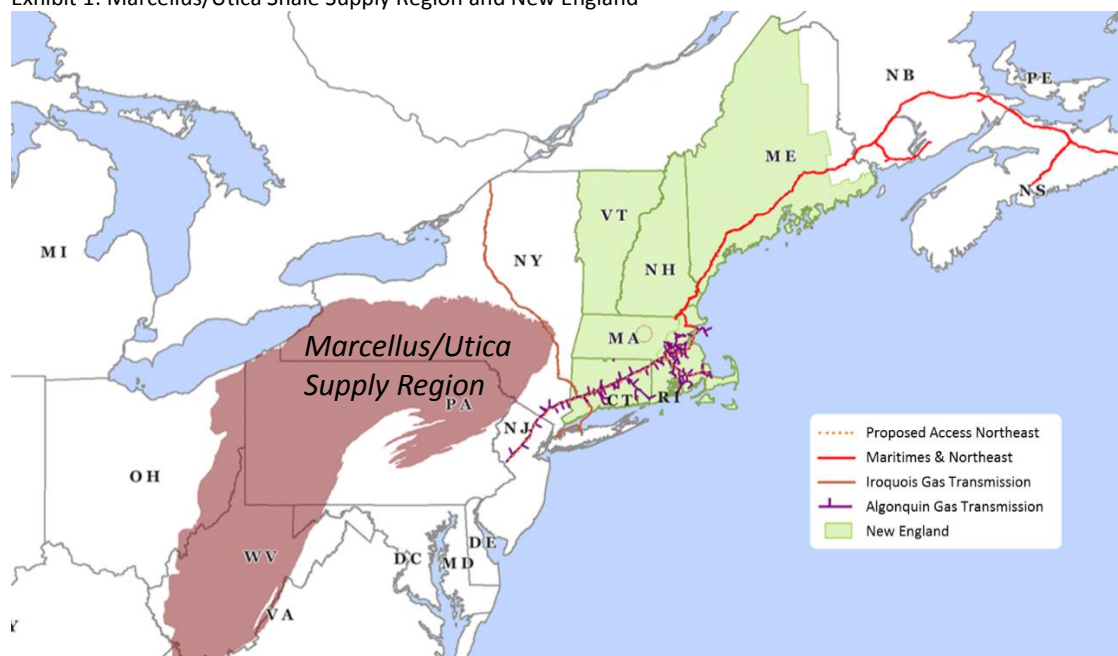 Exhibit 1: Marcellus/Utica Shale Supply Region and New England
NB
PE
ME
NS
VT
MI
NY
NH
Marcellus/Utica
Supply Region
MA
PA
CT
RI
NJ
OH
DE
WV
DC
MD
VA
Y
Proposed Access Northeast
Maritimes & Northeast
Iroquois Gas Transmission
Algonquin Gas Transmission
New England